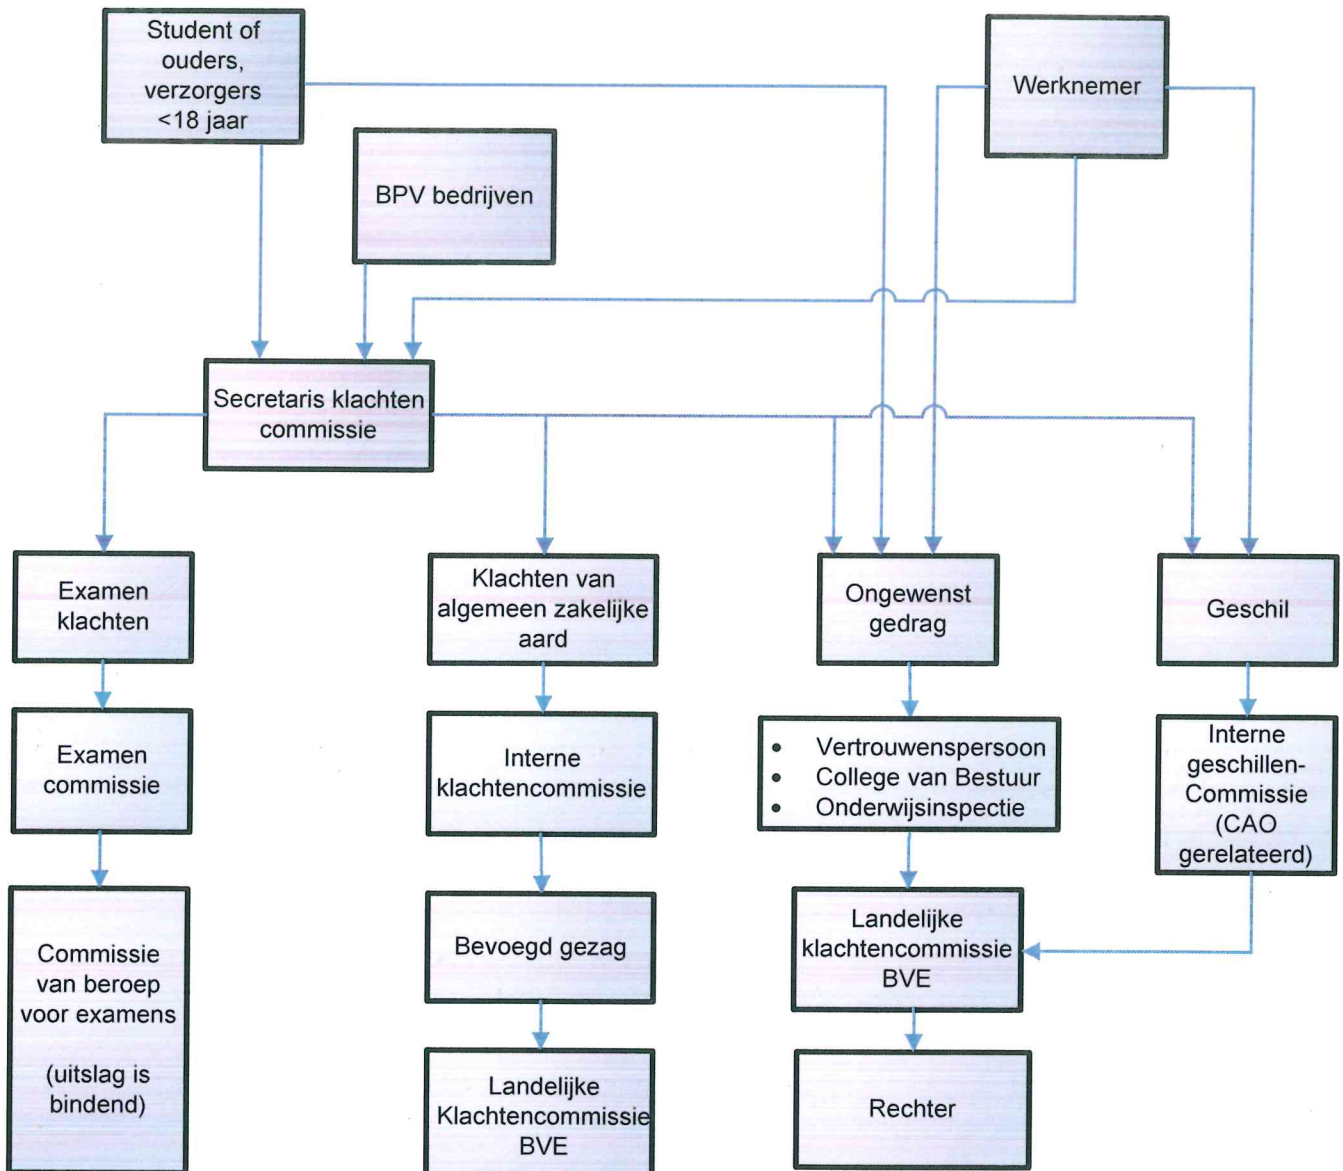 Student of
ouders,
verzorgers
<18 jaar
Werknemer
BPV bedrijven
Secretaris klachten
commissie
Examen
klachten
Klachten van
algemeen zakelijke
aard
Ongewenst
gedrag
Geschil
Examen
commissie
Interne
klachtencommissie
• Vertrouwenspersoon
• College van Bestuur
• Onderwijsinspectie
Interne
geschillen-
Commissie
(CAO
gerelateerd)
Commissie
van beroep
voor examens
(uitslag is
bindend)
Bevoegd gezag
Landelijke
klachtencommissie
BVE
Landelijke
Klachtencommissie
BVE
Rechter